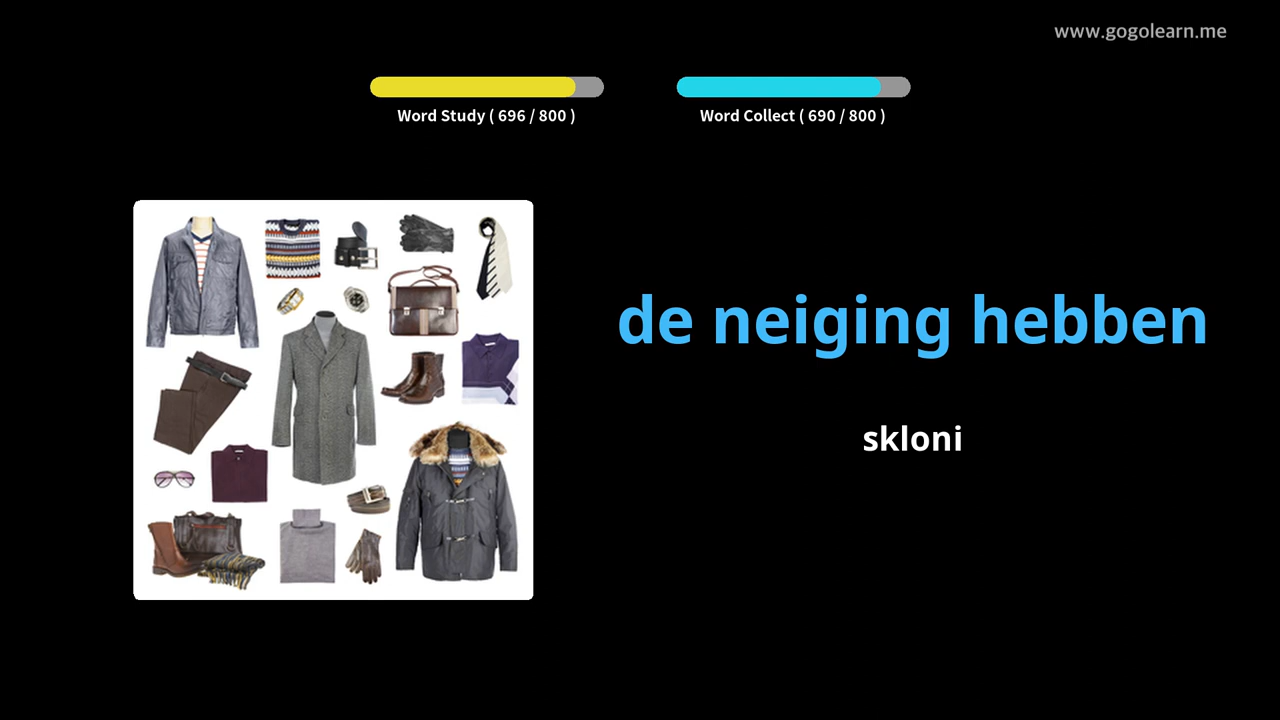 www.gogolearn.me
Word Study ( 696 / 800 )
Word Collect ( 690 / 800 )
de neiging hebben
skloni